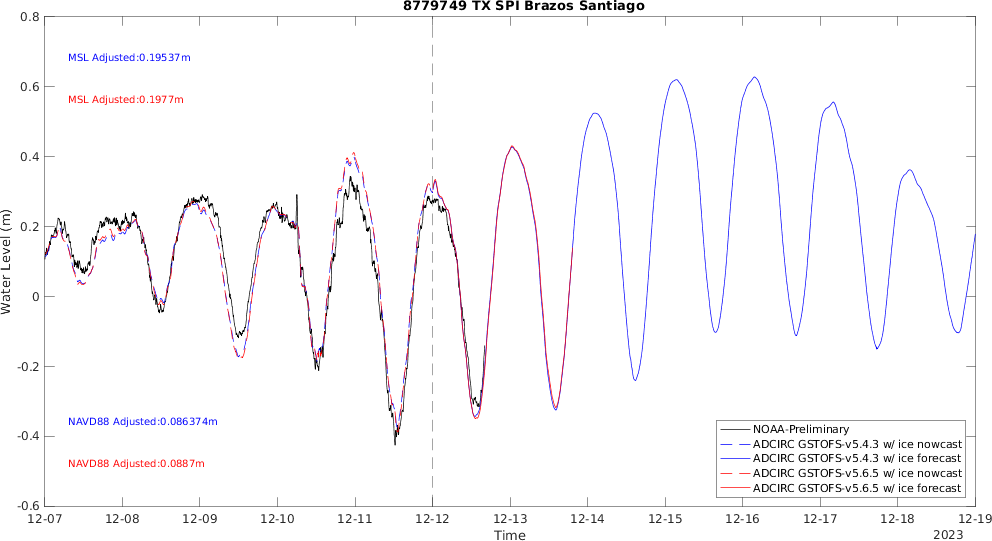 8779749 TX SPI Brazos Santiago
0.8
0.6
0.4
0.2
0
-0.2
-0.4
-0.6
Water Level (m)
MSL Adjusted:0.19537m
MSL Adjusted:0.1977m
NAVD88 Adjusted:0.086374m
NAVD88 Adjusted:0.0887m
NOAA-Preliminary
ADCIRC GSTOFS-v5.4.3 w/ ice nowcast
ADCIRC GSTOFS-v5.4.3 w/ ice forecast
ADCIRC GSTOFS-v5.6.5 w/ ice nowcast
ADCIRC GSTOFS-v5.6.5 w/ ice forecast
12-07 12-08 12-09 12-10 12-11 12-12 12-13 12-14 12-15 12-16 12-17 12-18 12-19
Time
2023